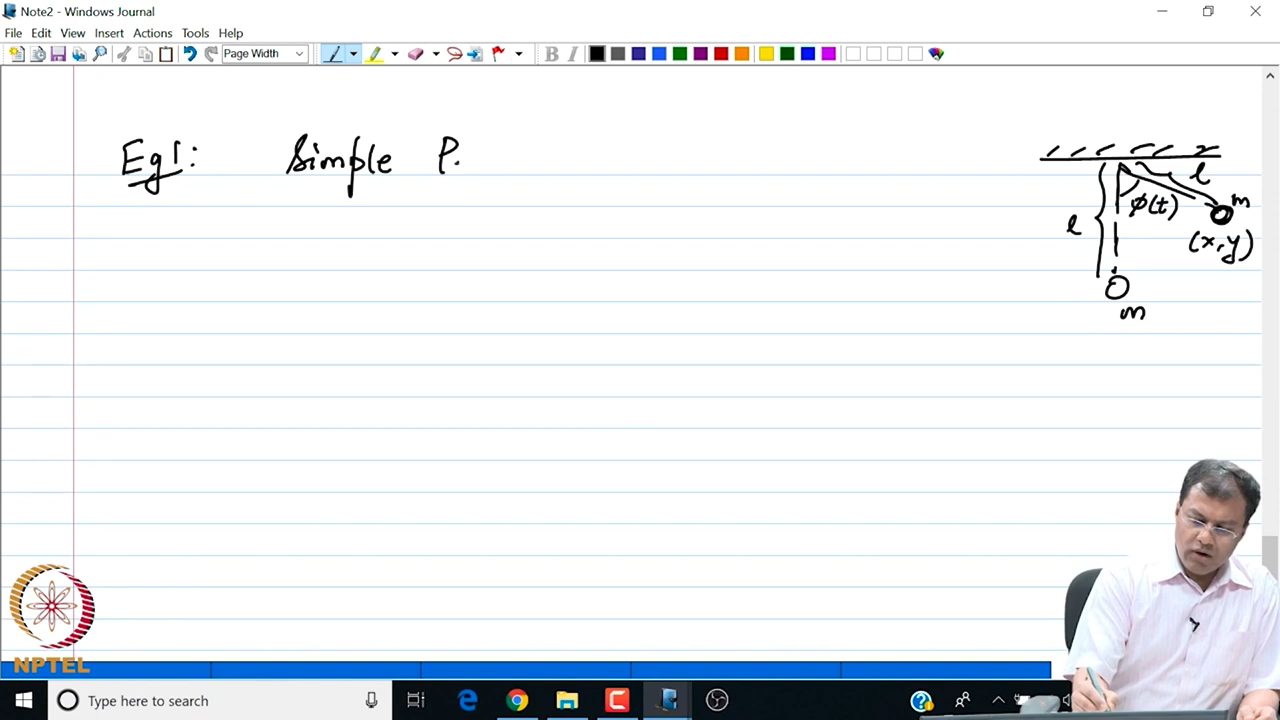 Note2 - Windows Journal
File Edit View Insert Actions Tools Help
Page Width
B I
Eg1: Simple P.
l
ϕ(t)
m
l
(x,y)
m
NPTEL
Type here to search